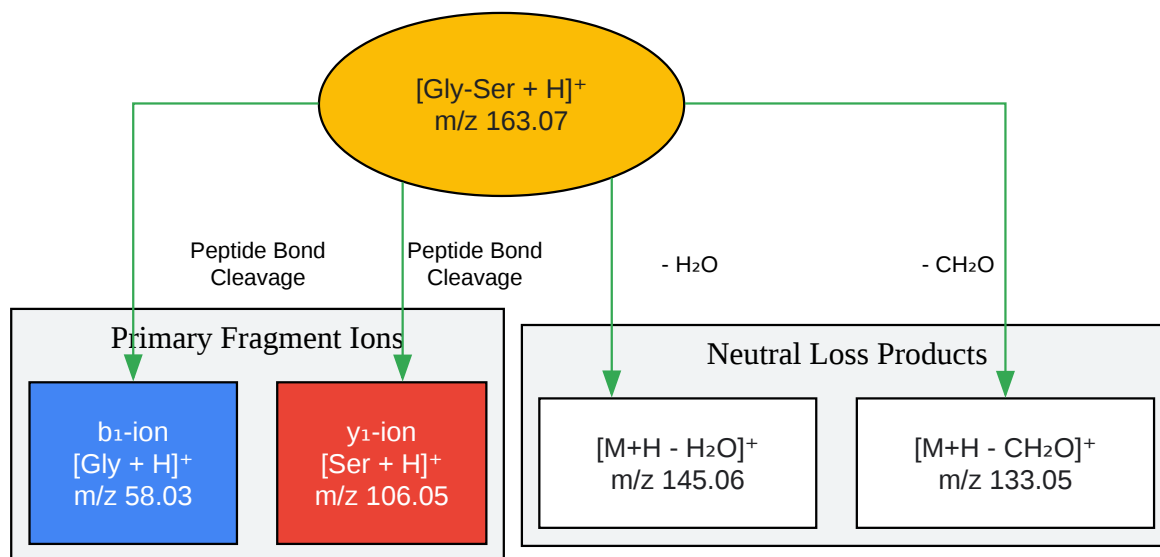 [Gly-Ser + H]⁺
m/z 163.07
Peptide Bond
Cleavage
Peptide Bond
Cleavage
- H₂O
- CH₂O
Primary Fragment Ions
b₁-ion
[Gly + H]⁺
m/z 58.03
y₁-ion
[Ser + H]⁺
m/z 106.05
Neutral Loss Products
[M+H - H₂O]⁺
m/z 145.06
[M+H - CH₂O]⁺
m/z 133.05